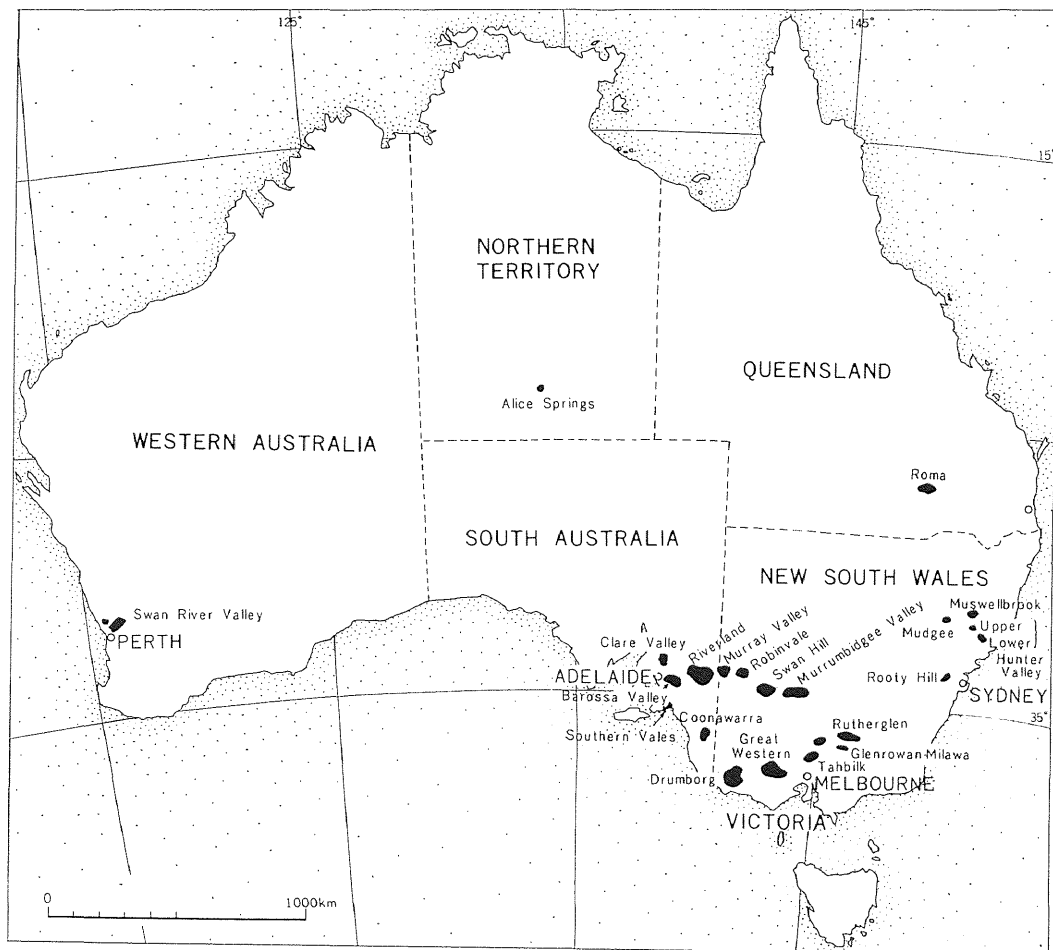 125°
145°
15°
NORTHERN
TERRITORY
QUEENSLAND
Alice Springs
WESTERN AUSTRALIA
Roma
SOUTH AUSTRALIA
NEW SOUTH WALES
Swan River Valley
PERTH
Clare Valley
Riverland
Murray Valley
Robinvale
Swan Hill
Murrumbidgee Valley
Muswellbrook
Mudgee
Upper
Lower
Hunter
Valley
ADELAIDE
Barossa Valley
Rooty Hill
SYDNEY
35°
Southern Vales
Coonawarra
Great
Western
Rutherglen
Glenrowan-Milawa
Tahbilk
Drumborg
MELBOURNE
VICTORIA
0
1000km